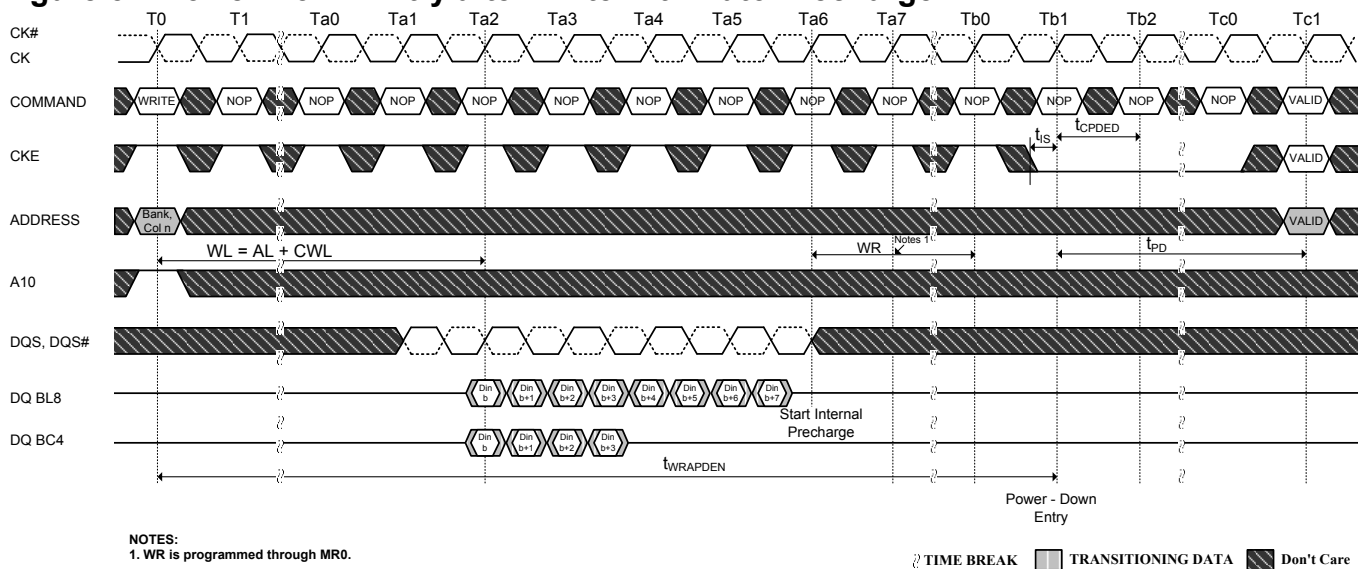 T0 T1 Ta0 Ta1 Ta2 Ta3 Ta4 Ta5 Ta6 Ta7 Tb0 Tb1 Tb2 Tc0 Tc1
CK#
CK
COMMAND WRITE NOP NOP NOP NOP NOP NOP NOP NOP NOP NOP NOP NOP NOP VALID
tIS tCPDED
CKE VALID
ADDRESS Bank, Col n VALID
WL = AL + CWL WR Notes 1 tPD
A10
DQS, DQS#
DQ BL8 Din b Din b+1 Din b+2 Din b+3 Din b+4 Din b+5 Din b+6 Din b+7
Start Internal
Precharge
DQ BC4 Din b Din b+1 Din b+2 Din b+3
tWRAPDEN
Power - Down
Entry
NOTES:
1. WR is programmed through MR0.
TIME BREAK TRANSITIONING DATA Don't Care